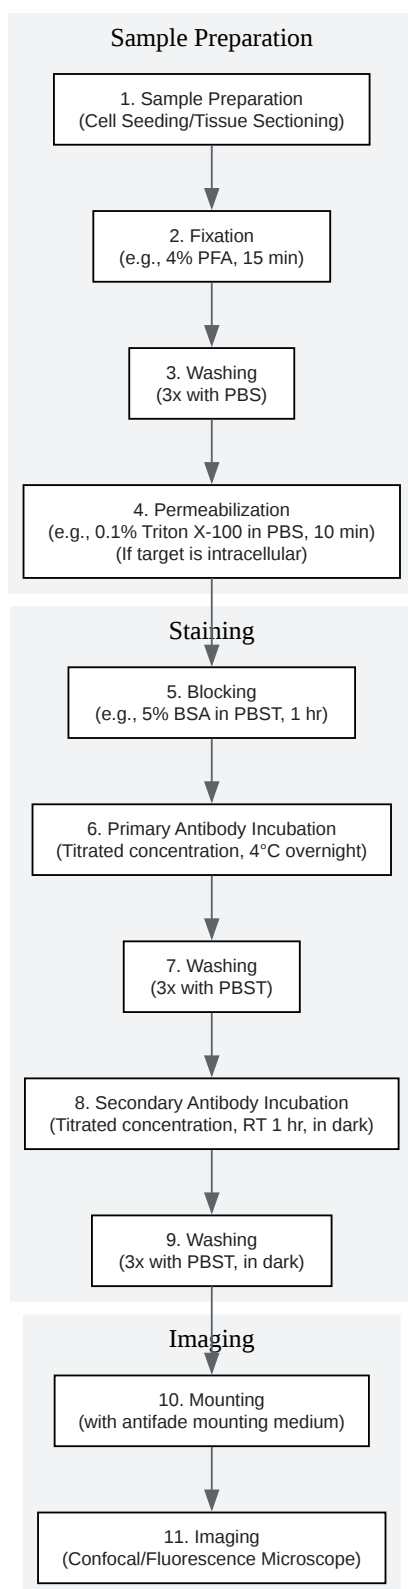 Sample Preparation
1. Sample Preparation
(Cell Seeding/Tissue Sectioning)
2. Fixation
(e.g., 4% PFA, 15 min)
3. Washing
(3x with PBS)
4. Permeabilization
(e.g., 0.1% Triton X-100 in PBS, 10 min)
(If target is intracellular)
Staining
5. Blocking
(e.g., 5% BSA in PBST, 1 hr)
6. Primary Antibody Incubation
(Titrated concentration, 4°C overnight)
7. Washing
(3x with PBST)
8. Secondary Antibody Incubation
(Titrated concentration, RT 1 hr, in dark)
9. Washing
(3x with PBST, in dark)
Imaging
10. Mounting
(with antifade mounting medium)
11. Imaging
(Confocal/Fluorescence Microscope)